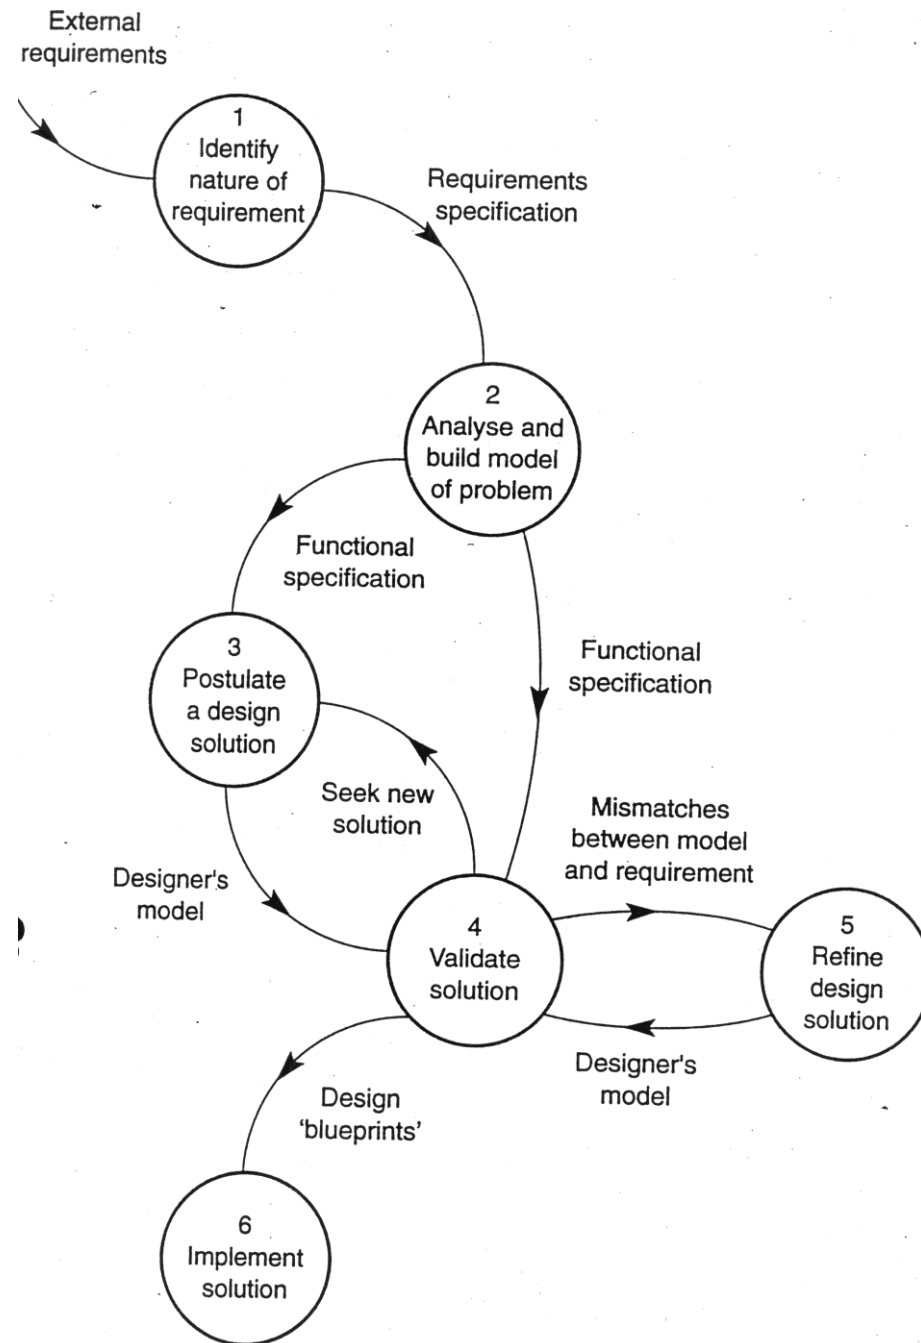 External
requirements
1
Identify
nature of
requirement
Requirements
specification
2
Analyse and
build model
of problem
Functional
specification
3
Postulate
a design
solution
Functional
specification
Seek new
solution
Mismatches
between model
and requirement
Designer's
model
4
Validate
solution
5
Refine
design
solution
Designer's
model
Design
‘blueprints’
6
Implement
solution